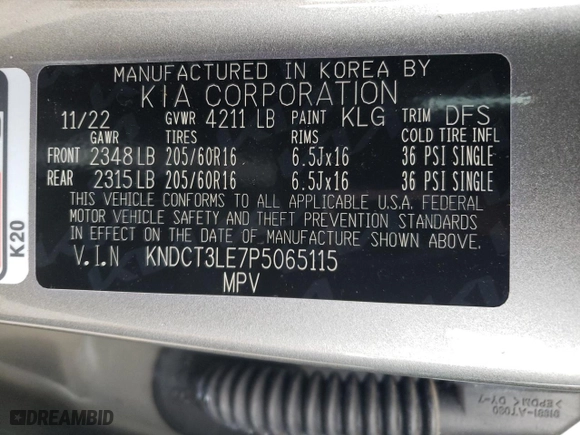 MANUFACTURED IN KOREA BY
KIA CORPORATION
11/22 GVWR 4211 LB PAINT KLG TRIM DFS
GAWR TIRES RIMS COLD TIRE INFL
FRONT 2348 LB 205/60R16 6.5Jx16 36 PSI SINGLE
REAR 2315 LB 205/60R16 6.5Jx16 36 PSI SINGLE
THIS VEHICLE CONFORMS TO ALL APPLICABLE U.S.A. FEDERAL
MOTOR VEHICLE SAFETY AND THEFT PREVENTION STANDARDS
IN EFFECT ON THE DATE OF MANUFACTURE SHOWN ABOVE.
V.I.N KNDCT3LE7P5065115
MPV
K20
>EPDM< DY-7
DREAMBID